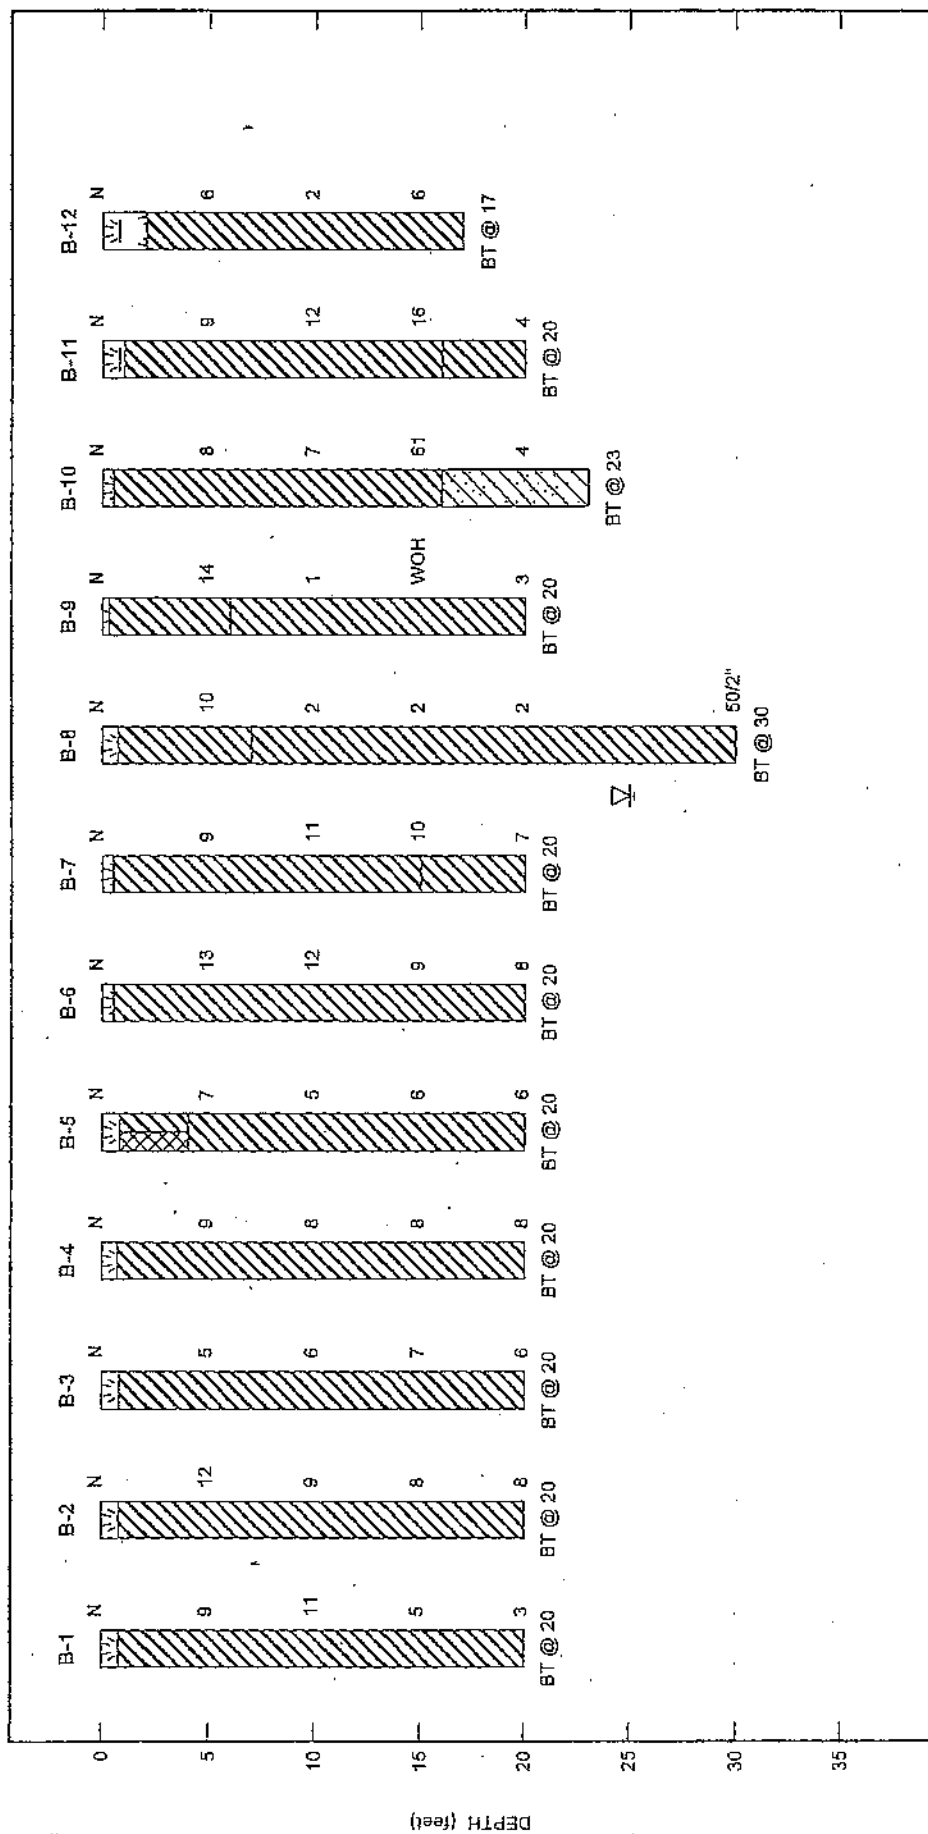 B-1 B-2 B-3 B-4 B-5 B-6 B-7 B-8 B-9 B-10 B-11 B-12
0 N N N N N N N N N N N N
5 9 12 5 9 7 13 9 10 14 8 9 6
10 11 9 6 8 5 12 11 2 1 7 12 2
15 5 8 7 8 6 9 10 2 WOH 61 16 6
BT @ 17
20 3 8 6 8 6 8 7 2 3 4 4
BT @ 20 BT @ 20 BT @ 20 BT @ 20 BT @ 20 BT @ 20 BT @ 20 BT @ 20 BT @ 20
BT @ 23
25
30 50/2"
BT @ 30
35
DEPTH (feet)